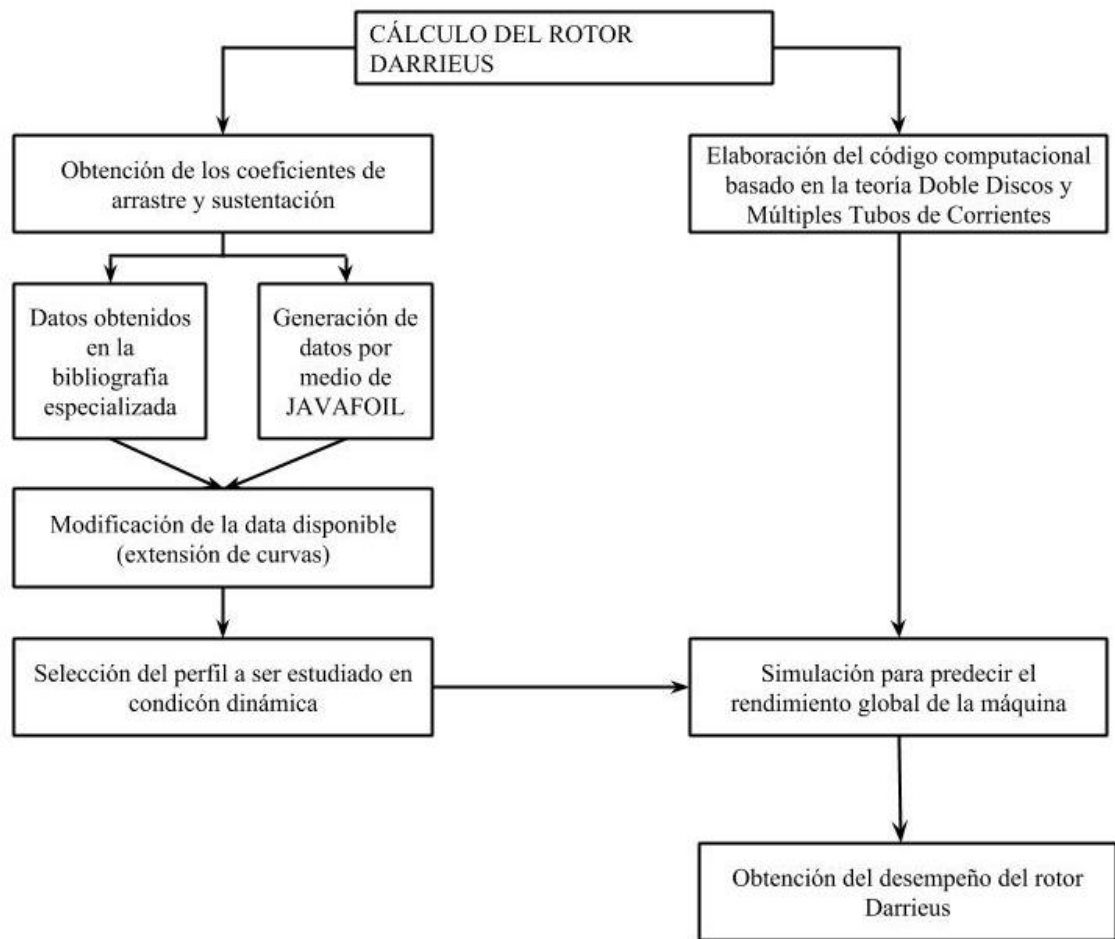 CÁLCULO DEL ROTOR
DARRIEUS
Obtención de los coeficientes de
arrastre y sustentación
Elaboración del código computacional
basado en la teoría Doble Discos y
Múltiples Tubos de Corrientes
Datos obtenidos
en la
bibliografía
especializada
Generación de
datos por
medio de
JAVAFOIL
Modificación de la data disponible
(extensión de curvas)
Selección del perfil a ser estudiado en
condicón dinámica
Simulación para predecir el
rendimiento global de la máquina
Obtención del desempeño del rotor
Darrieus